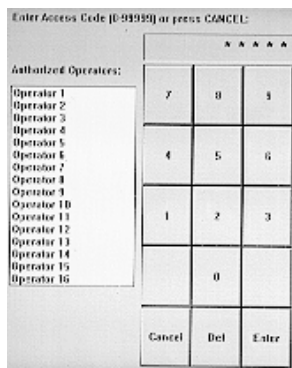 Enter Access Code (0-99999) or press CANCEL:
* * * * *
Authorized Operators:
Operator 1
Operator 2
Operator 3
Operator 4
Operator 5
Operator 6
Operator 7
Operator 8
Operator 9
Operator 10
Operator 11
Operator 12
Operator 13
Operator 14
Operator 15
Operator 16
7 8 9
4 5 6
1 2 3
0
Cancel Del Enter